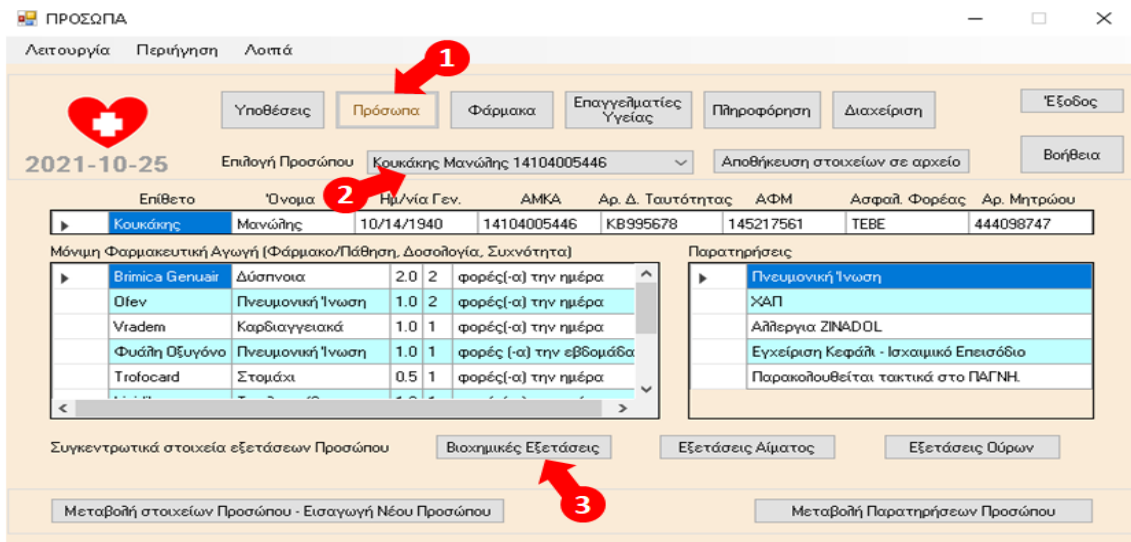 ΠΡΟΣΩΠΑ
Λειτουργία Περιήγηση Λοιπά
1
Υποθέσεις Πρόσωπα Φάρμακα Επαγγελματίες Υγείας Πληροφόρηση Διαχείριση Έξοδος
2021-10-25 Επιλογή Προσώπου Κουκάκης Μανώλης 14104005446 Αποθήκευση στοιχείων σε αρχείο Βοήθεια
2
Επίθετο Όνομα Ημ/νία Γεν. ΑΜΚΑ Αρ. Δ. Ταυτότητας ΑΦΜ Ασφαλ. Φορέας Αρ. Μητρώου
Κουκάκης Μανώλης 10/14/1940 14104005446 KB995678 145217561 ΤΕΒΕ 444098747
Μόνιμη Φαρμακευτική Αγωγή (Φάρμακο/Πάθηση, Δοσολογία, Συχνότητα) Παρατηρήσεις
Brimica Genuair Δύσπνοια 2.0 2 φορές(-α) την ημέρα Πνευμονική Ίνωση
Ofev Πνευμονική Ίνωση 1.0 2 φορές(-α) την ημέρα ΧΑΠ
Vradem Καρδιαγγειακά 1.0 1 φορές(-α) την ημέρα Αλλεργια ZINADOL
Φυάλη Οξυγόνο Πνευμονική Ίνωση 1.0 1 φορές (-α) την εβδομάδα Εγχείριση Κεφάλι - Ισχαιμικό Επεισόδιο
Trofocard Στομάχι 0.5 1 φορές(-α) την ημέρα Παρακολουθείται τακτικά στο ΠΑΓΝΗ.
Συγκεντρωτικά στοιχεία εξετάσεων Προσώπου Βιοχημικές Εξετάσεις Εξετάσεις Αίματος Εξετάσεις Ούρων
3
Μεταβολή στοιχείων Προσώπου - Εισαγωγή Νέου Προσώπου Μεταβολή Παρατηρήσεων Προσώπου